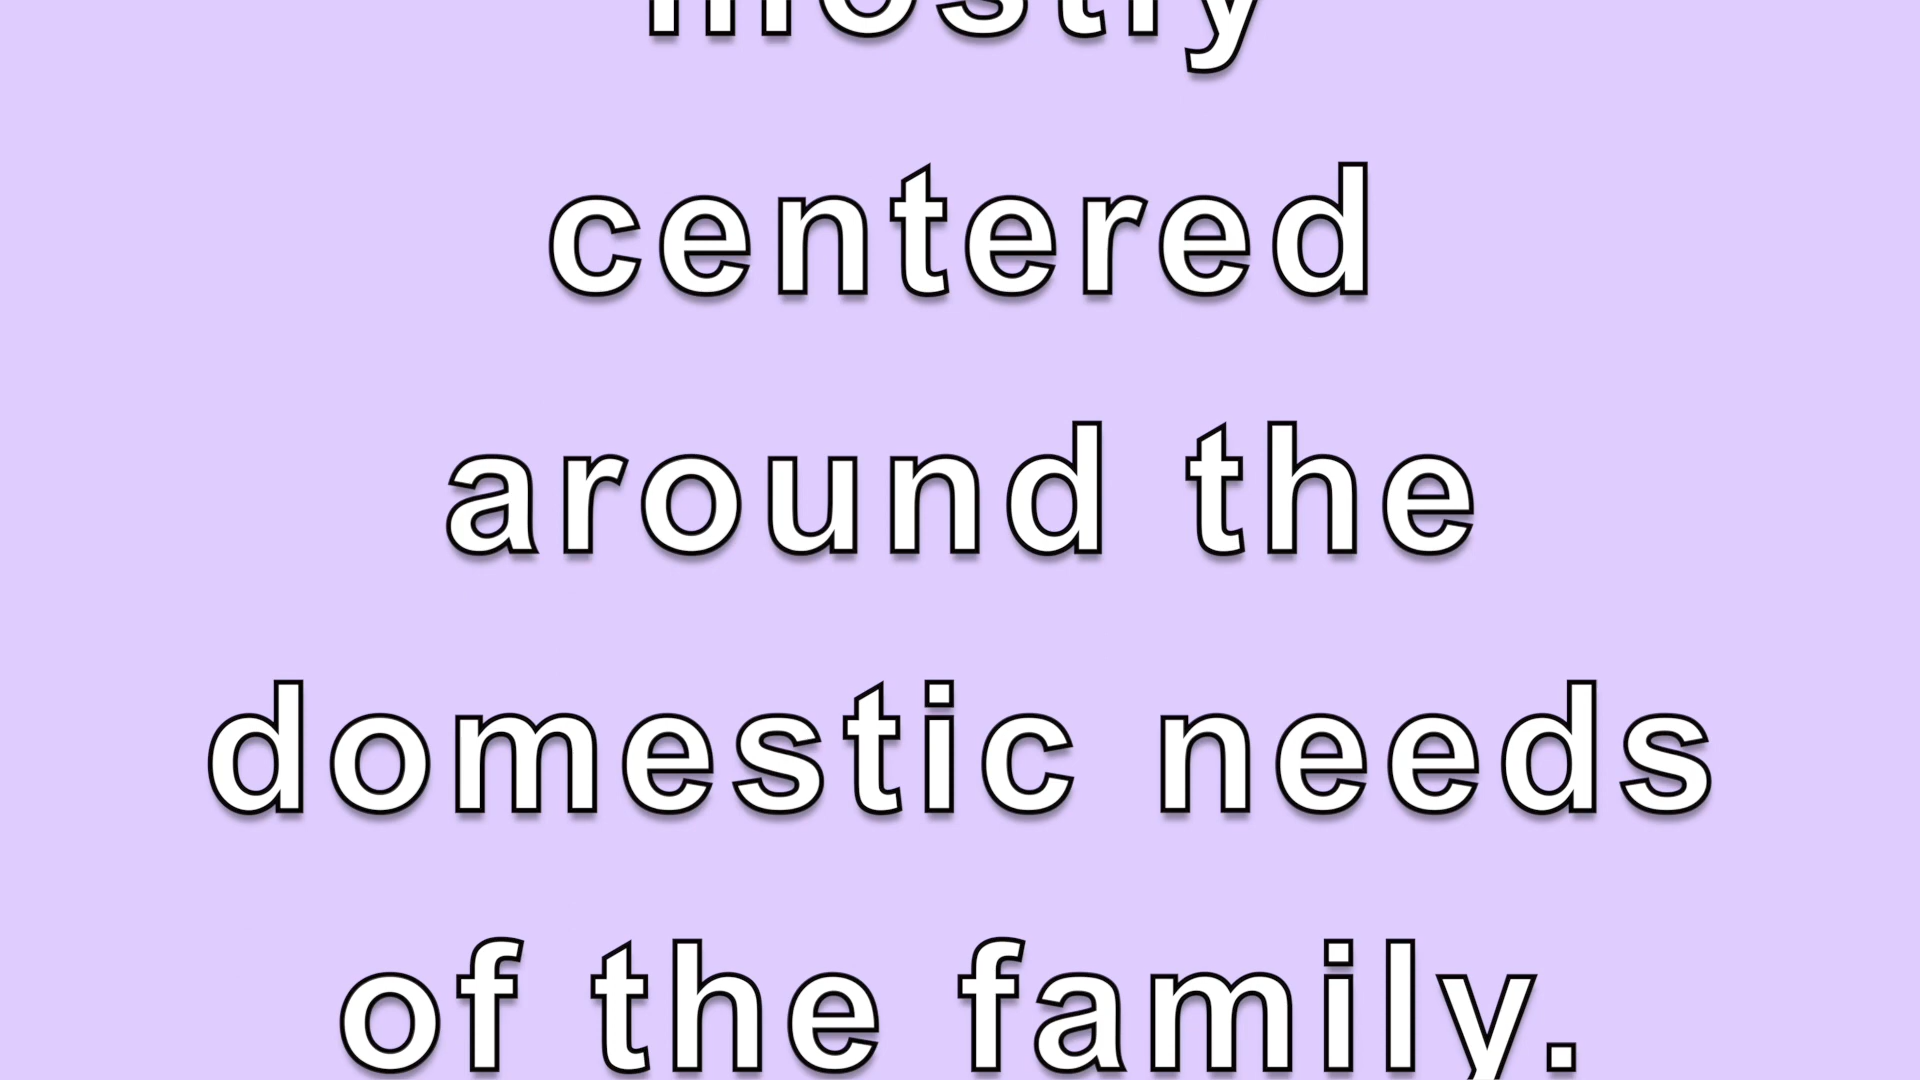 mostly
centered
around the
domestic needs
of the family.